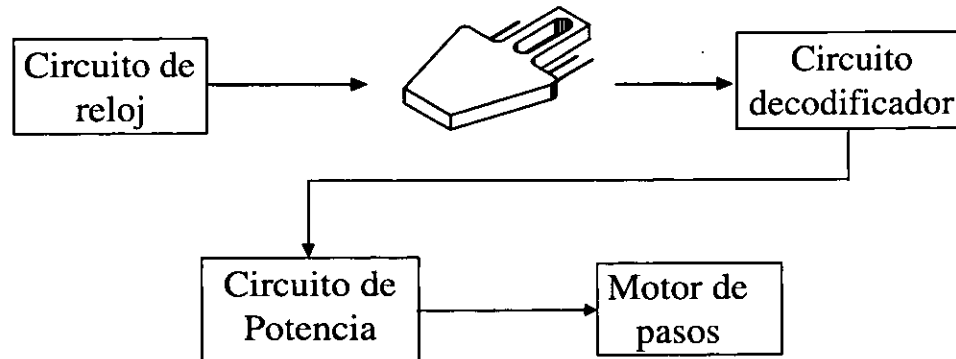 Circuito de
reloj
Circuito
decodificador
Circuito de
Potencia
Motor de
pasos